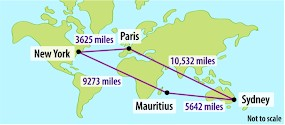 Paris
3625 miles
New York
10,532 miles
9273 miles
Mauritius
Sydney
5642 miles
Not to scale